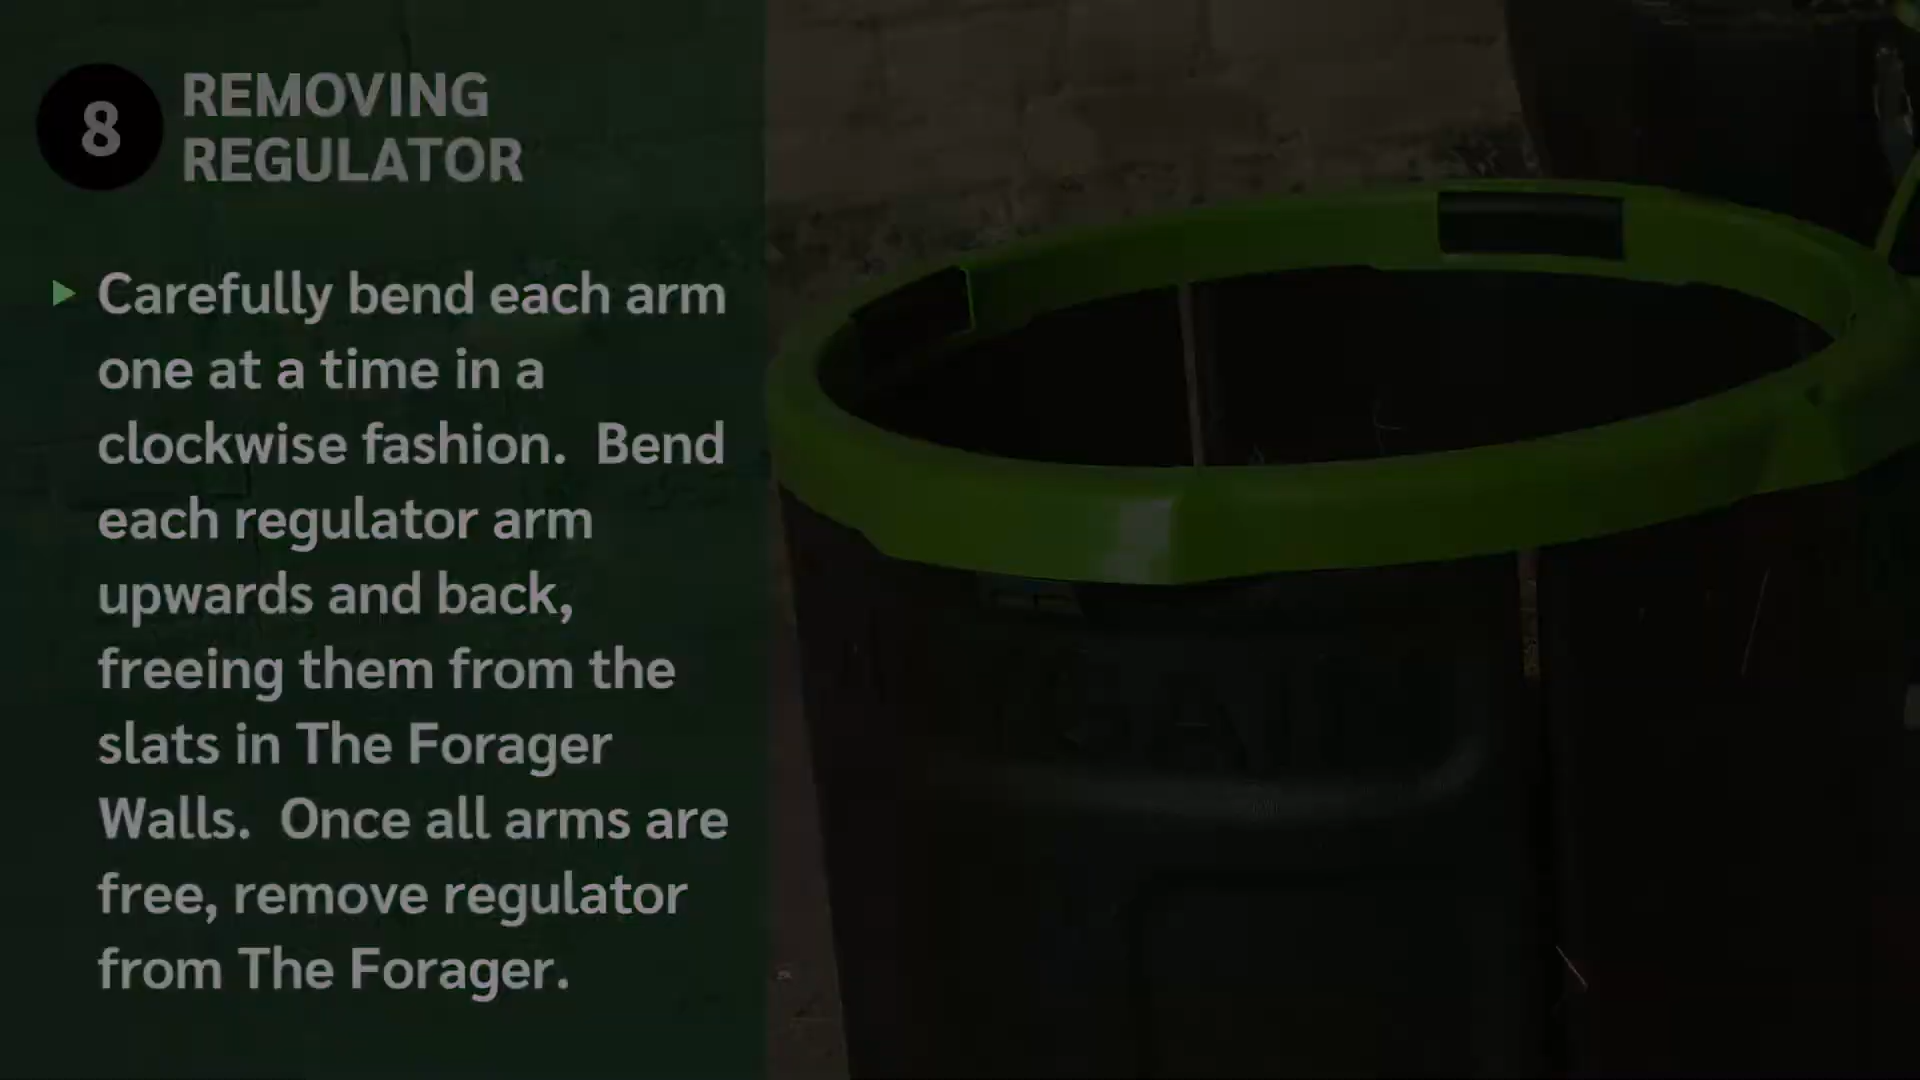 8
REMOVING
REGULATOR
▶ Carefully bend each arm
one at a time in a
clockwise fashion.  Bend
each regulator arm
upwards and back,
freeing them from the
slats in The Forager
Walls.  Once all arms are
free, remove regulator
from The Forager.